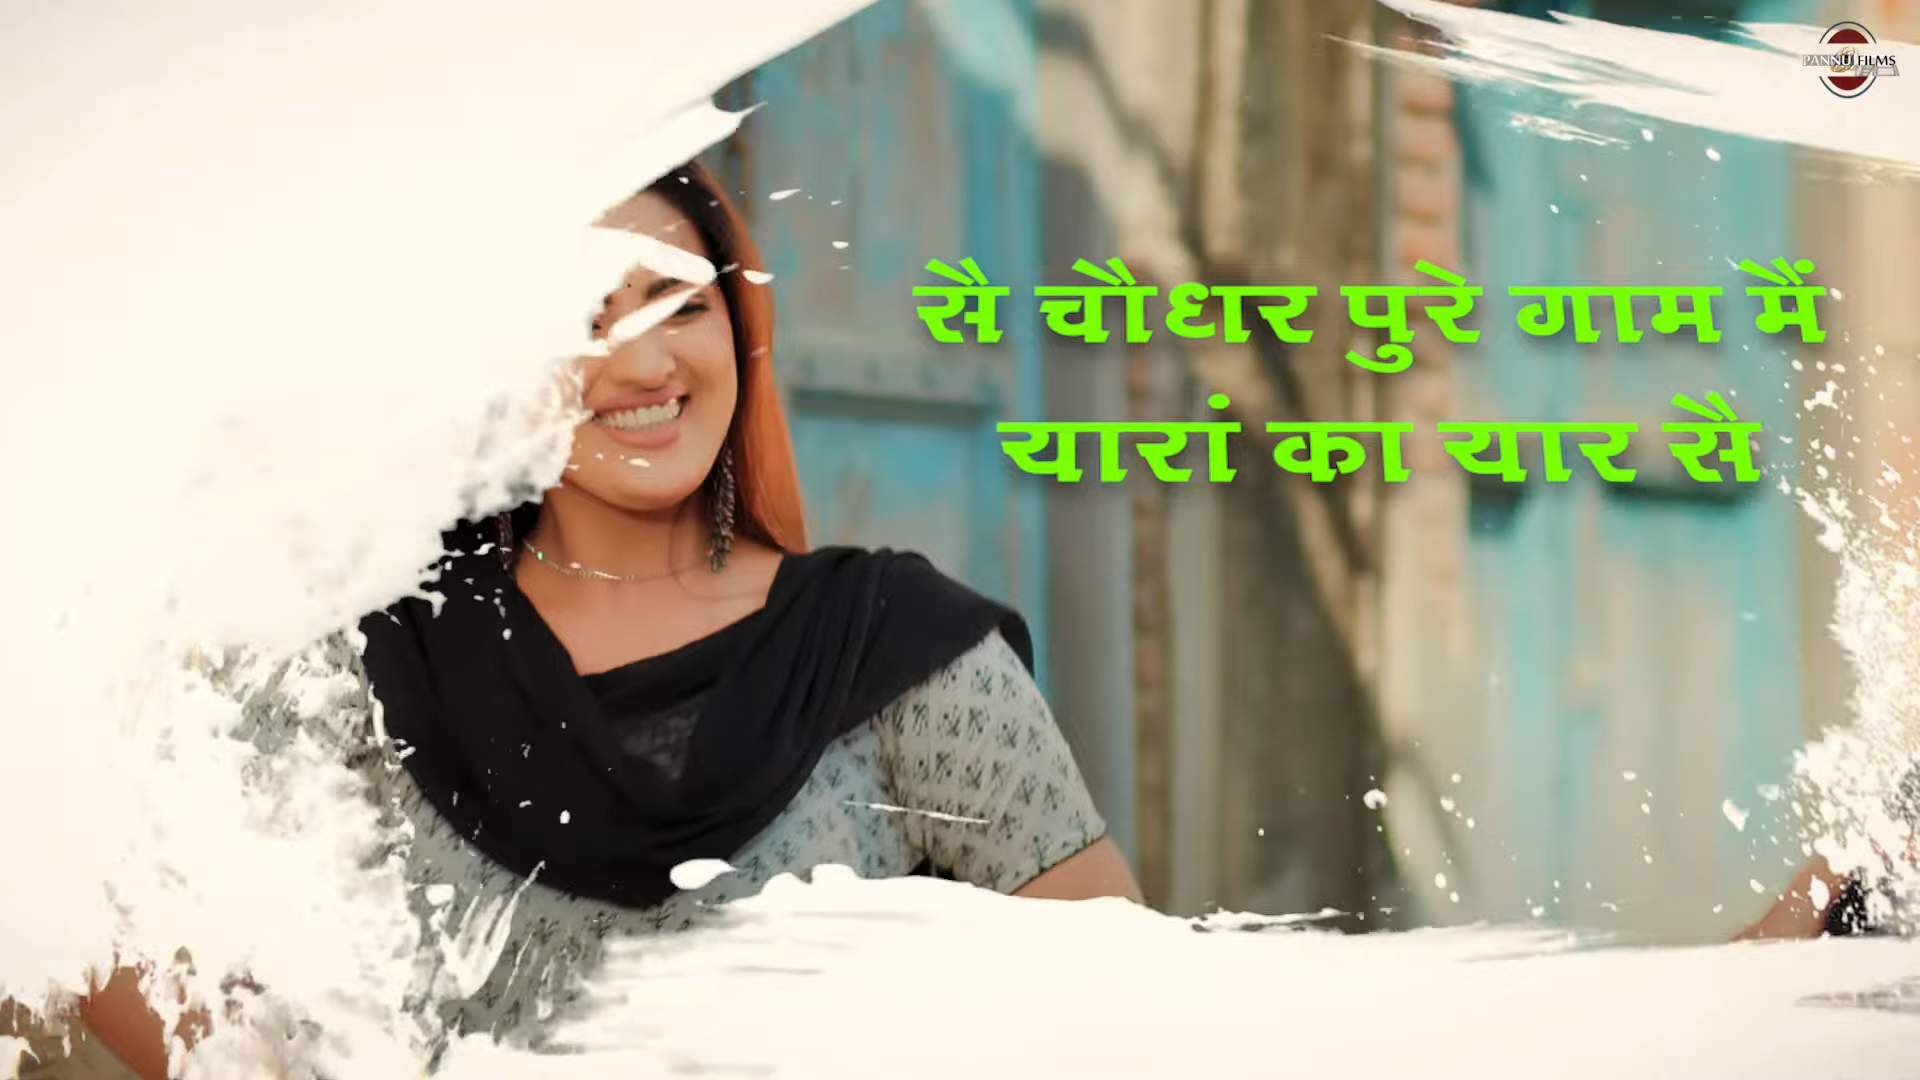 PANNU FILMS
सै चौधर पुरे गाम मैं
यारां का यार सै